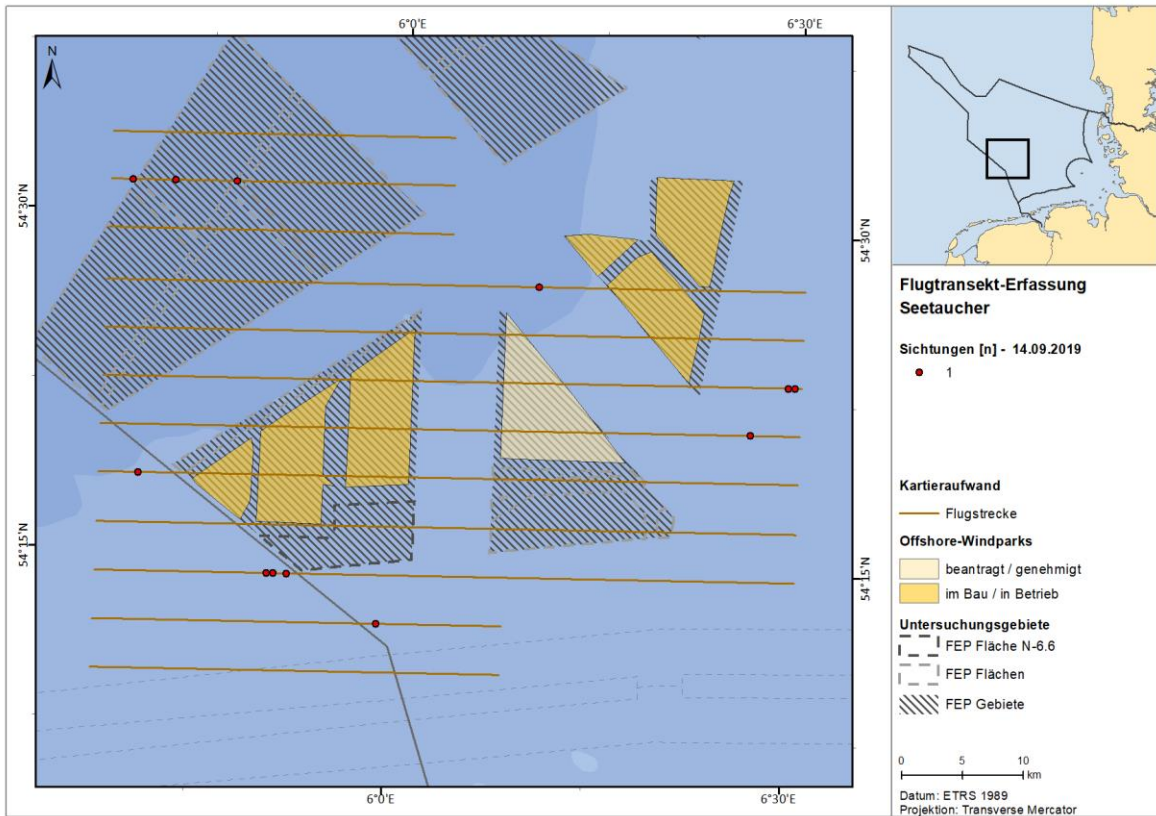 6°0'E
6°30'E
N
54°30'N
54°30'N
54°15'N
54°15'N
6°0'E
6°30'E
Flugtransekt-Erfassung
Seetaucher
Sichtungen [n] - 14.09.2019
1
Kartieraufwand
Flugstrecke
Offshore-Windparks
beantragt / genehmigt
im Bau / in Betrieb
Untersuchungsgebiete
FEP Fläche N-6.6
FEP Flächen
FEP Gebiete
0 5 10
km
Datum: ETRS 1989
Projektion: Transverse Mercator